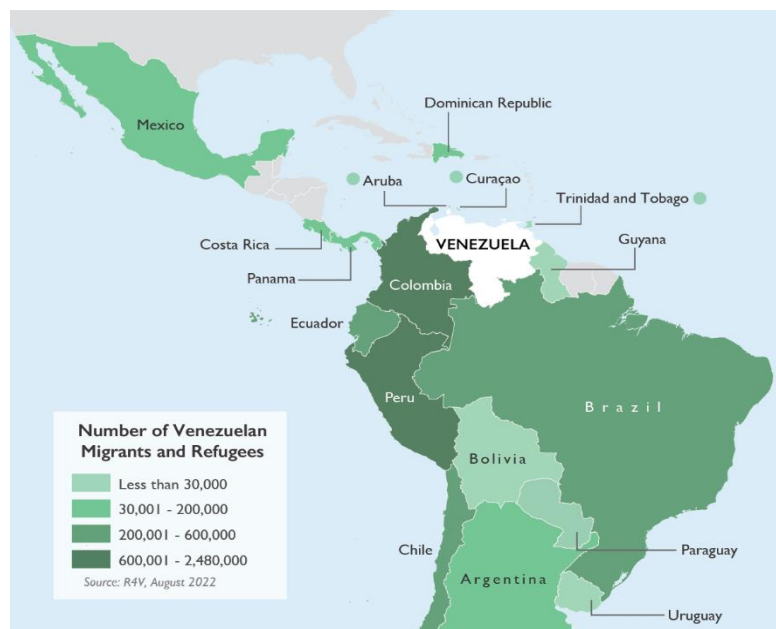 Dominican Republic
Mexico
Aruba
Curaçao
Trinidad and Tobago
Costa Rica
VENEZUELA
Guyana
Panama
Colombia
Ecuador
Peru
Brazil
Number of Venezuelan
Migrants and Refugees
Less than 30,000
30,001 - 200,000
200,001 - 600,000
600,001 - 2,480,000
Source: R4V, August 2022
Bolivia
Chile
Paraguay
Argentina
Uruguay